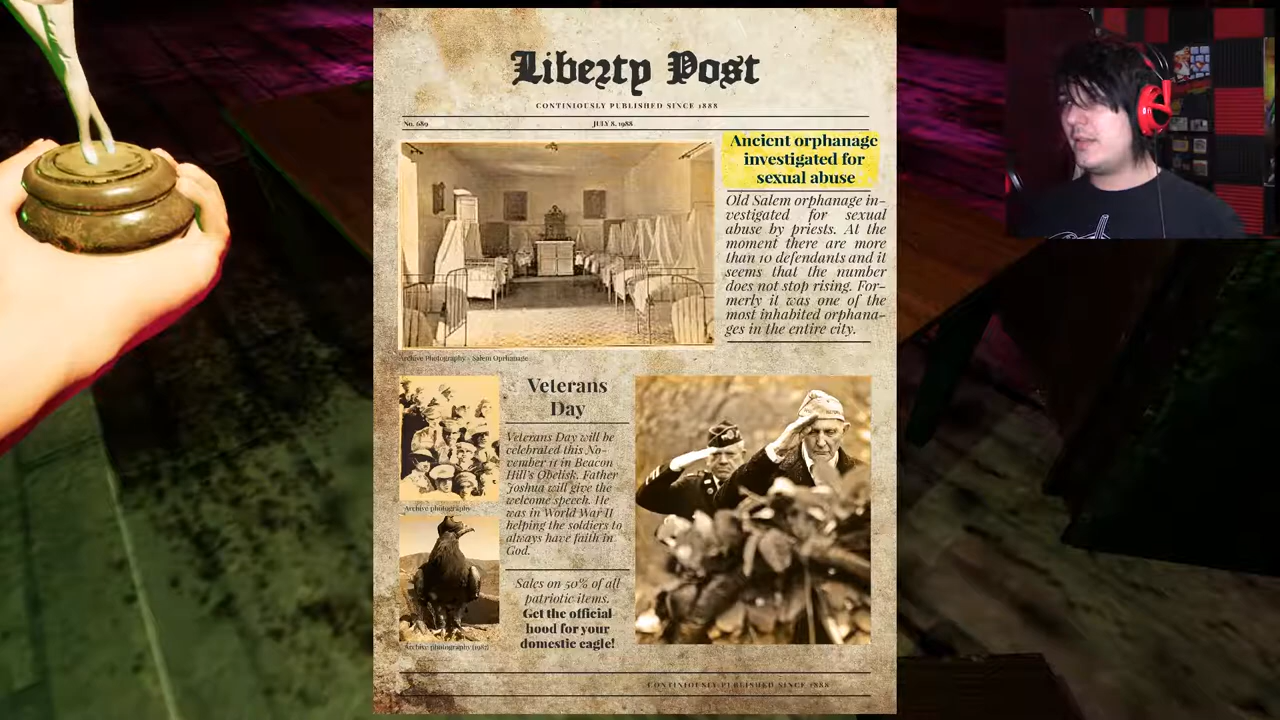 Liberty Post
CONTINIOUSLY PUBLISHED SINCE 1888
No. 689
JULY 8, 1988
Ancient orphanage
investigated for
sexual abuse
Old Salem orphanage in-
vestigated for sexual
abuse by priests. At the
moment there are more
than 10 defendants and it
seems that the number
does not stop rising. For-
merly it was one of the
most inhabited orphana-
ges in the entire city.
Archive Photography - Salem Oprhanage
Veterans
Day
Veterans Day will be
celebrated this No-
vember 11 in Beacon
Hill's Obelisk. Father
Joshua will give the
welcome speech. He
was in World War II
helping the soldiers to
always have faith in
God.
Archive photography
Sales on 50% of all
patriotic items.
Get the official
hood for your
domestic eagle!
Archive photography (1987)
CONTINIOUSLY PUBLISHED SINCE 1888